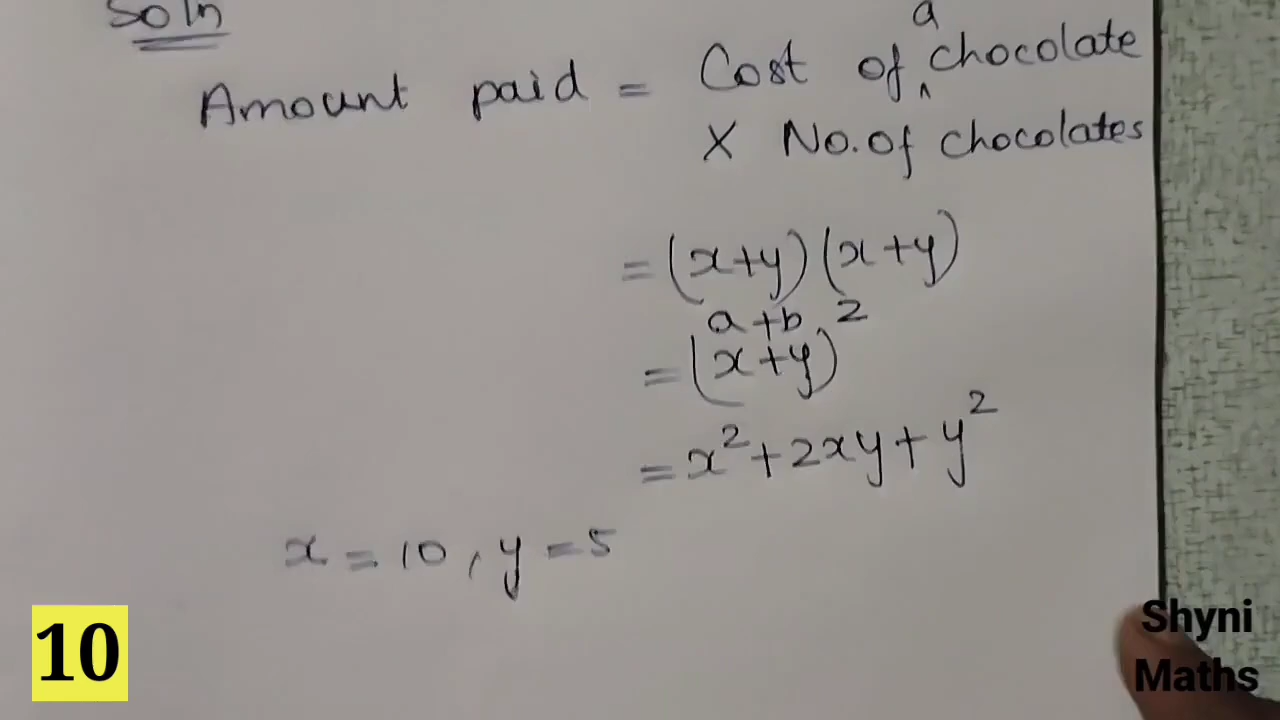 Soln
Amount paid = Cost of a chocolate
× No. of chocolates
= (x+y)(x+y)
a+b
= (x+y)²
= x²+2xy+y²
x = 10, y = 5
10
Shyni
Maths